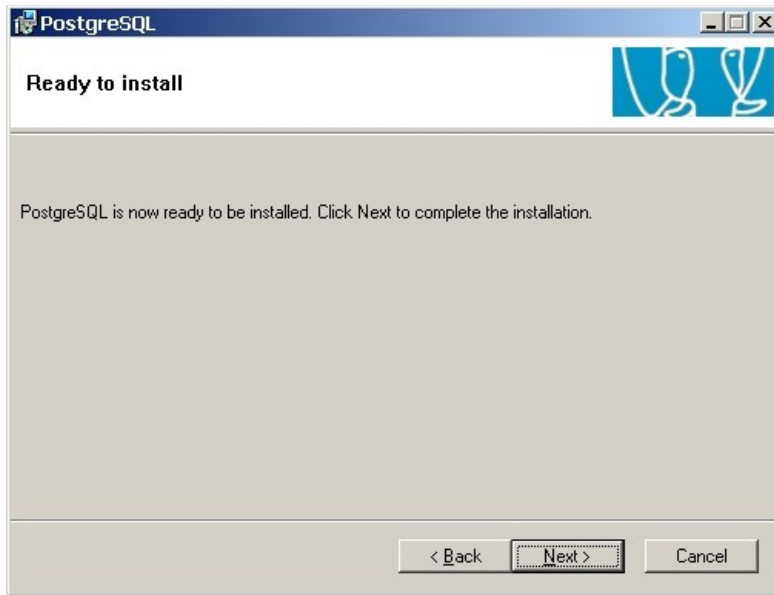 PostgreSQL
Ready to install
PostgreSQL is now ready to be installed. Click Next to complete the installation.
< Back
Next >
Cancel